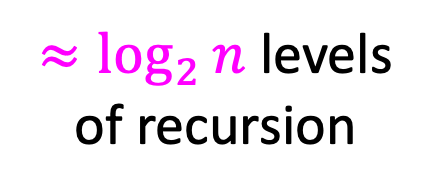 ≈ log₂ n levels
of recursion